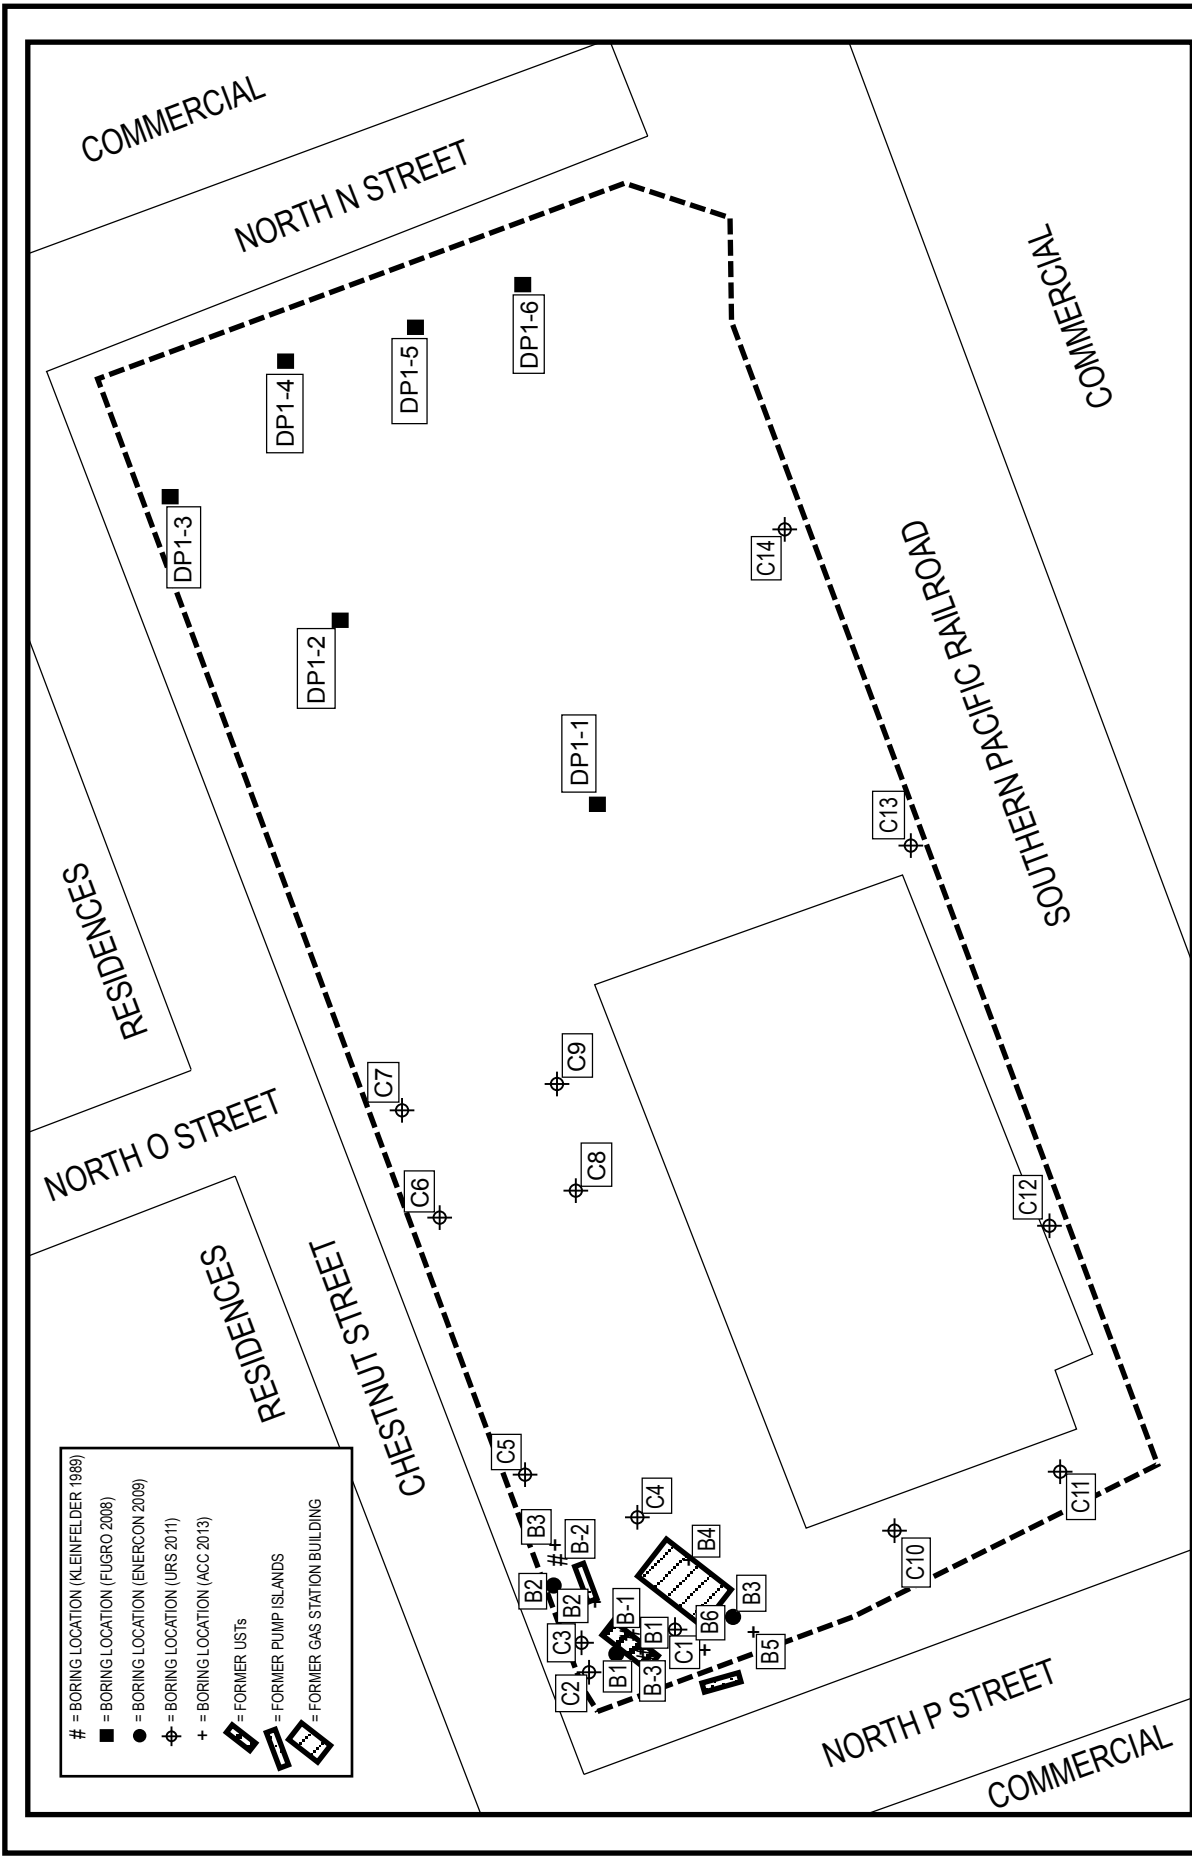 # = BORING LOCATION (KLEINFELDER 1989)
■ = BORING LOCATION (FUGRO 2008)
● = BORING LOCATION (ENERCON 2009)
⌖ = BORING LOCATION (URS 2011)
+ = BORING LOCATION (ACC 2013)
= FORMER USTs
= FORMER PUMP ISLANDS
= FORMER GAS STATION BUILDING
RESIDENCES
NORTH O STREET
RESIDENCES
COMMERCIAL
NORTH N STREET
CHESTNUT STREET
DP1-3
DP1-4
DP1-5
DP1-6
DP1-2
DP1-1
C7
C6
C9
C8
C5
C4
B3
#
B-2
B2
B2
C3
C2
B-1
B1
B1
B-3
C1
B6
B4
B3
B5
C10
C11
C12
C13
C14
NORTH P STREET
COMMERCIAL
SOUTHERN PACIFIC RAILROAD
COMMERCIAL